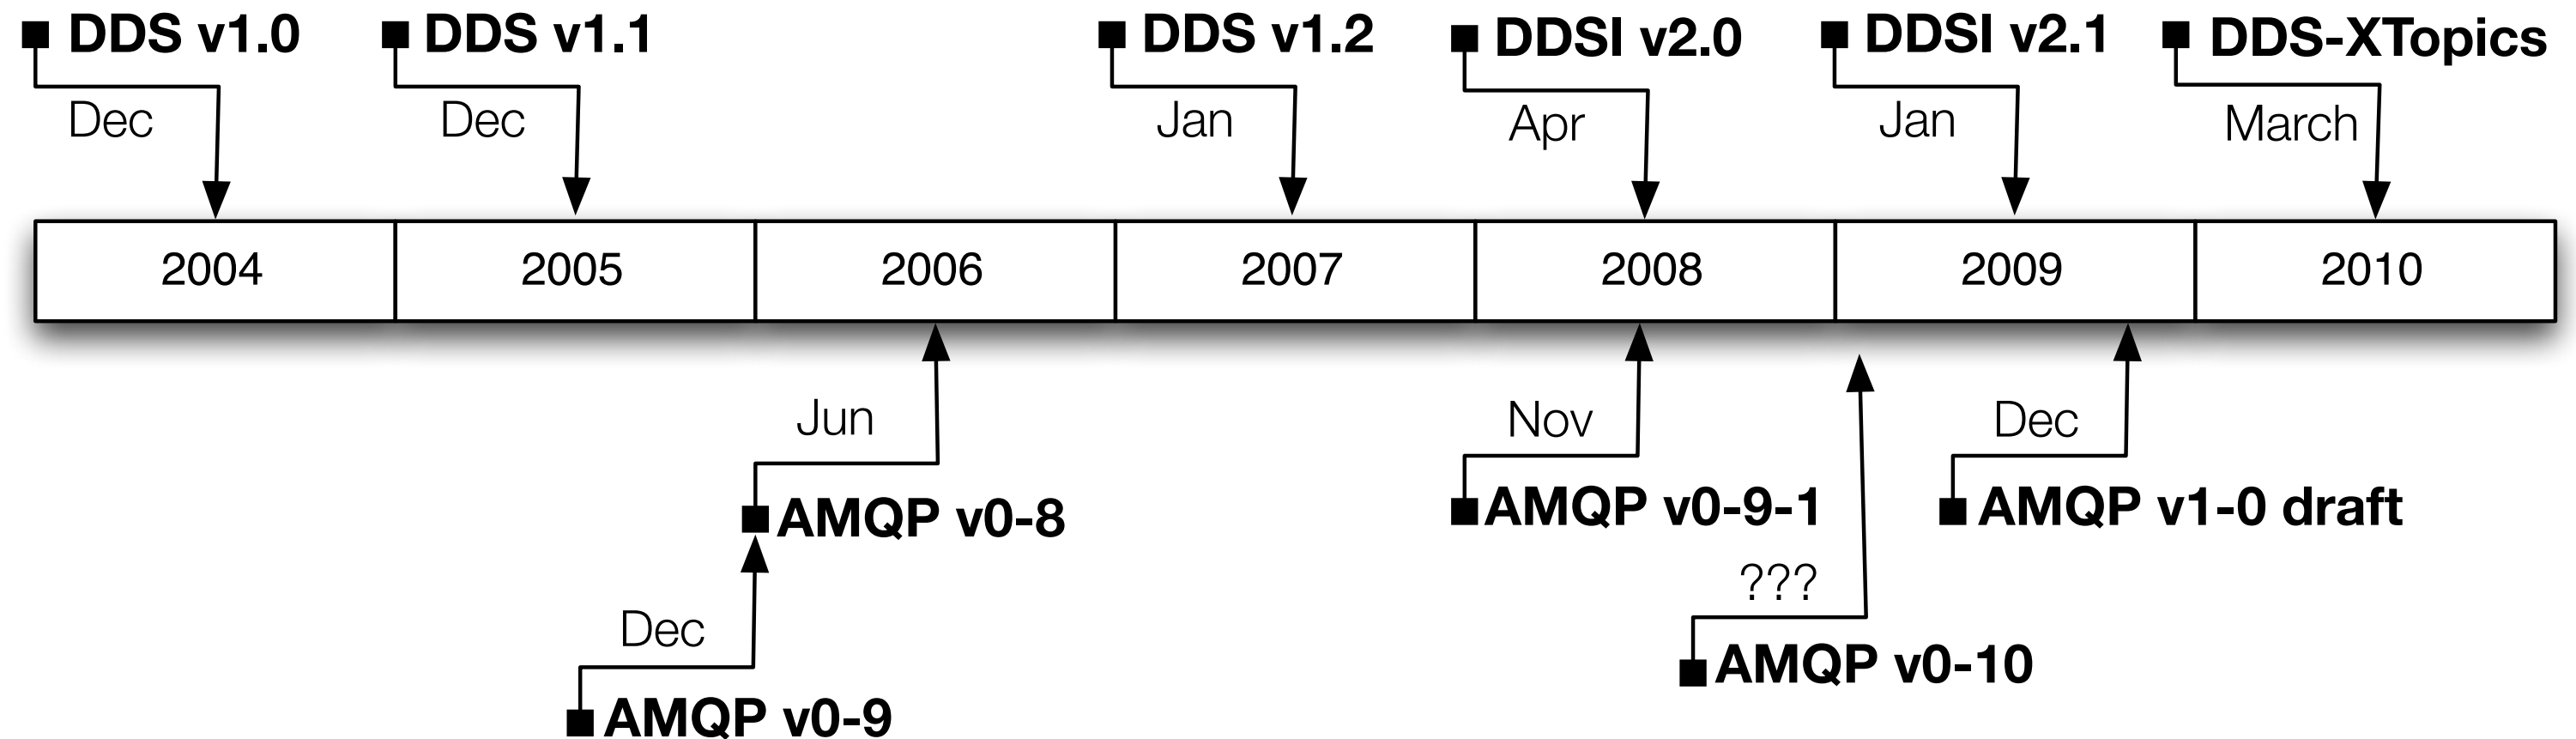 DDS v1.0
DDS v1.1
DDS v1.2
DDSI v2.0
DDSI v2.1
DDS-XTopics
Dec
Dec
Jan
Apr
Jan
March
2004
2005
2006
2007
2008
2009
2010
Jun
Nov
Dec
AMQP v0-8
AMQP v0-9-1
AMQP v1-0 draft
???
Dec
AMQP v0-10
AMQP v0-9